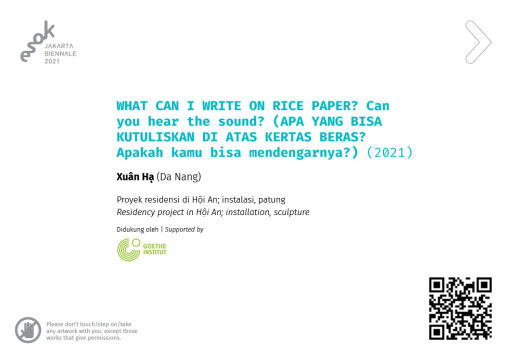 esok
JAKARTA
BIENNALE
2021
WHAT CAN I WRITE ON RICE PAPER? Can
you hear the sound? (APA YANG BISA
KUTULISKAN DI ATAS KERTAS BERAS?
Apakah kamu bisa mendengarnya?) (2021)
Xuân Hạ (Da Nang)
Proyek residensi di Hội An; instalasi, patung
Residency project in Hội An; installation, sculpture
Didukung oleh | Supported by
GOETHE
INSTITUT
Please don't touch/step on/take
any artwork with you, except those
works that give permissions.